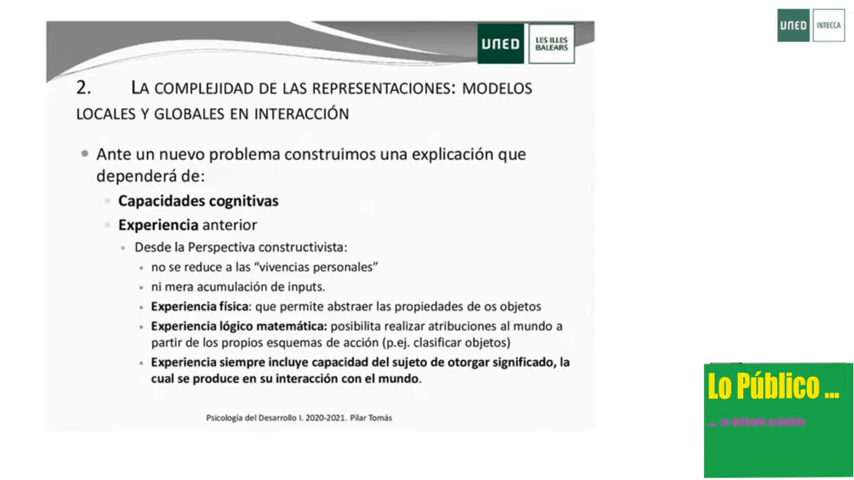 UNED
LES ILLES
BALEARS
UNED
INTECCA
2. LA COMPLEJIDAD DE LAS REPRESENTACIONES: MODELOS
LOCALES Y GLOBALES EN INTERACCIÓN
Ante un nuevo problema construimos una explicación que
dependerá de:
Capacidades cognitivas
Experiencia anterior
Desde la Perspectiva constructivista:
no se reduce a las “vivencias personales”
ni mera acumulación de inputs.
Experiencia física: que permite abstraer las propiedades de os objetos
Experiencia lógico matemática: posibilita realizar atribuciones al mundo a
partir de los propios esquemas de acción (p.ej. clasificar objetos)
Experiencia siempre incluye capacidad del sujeto de otorgar significado, la
cual se produce en su interacción con el mundo.
Psicología del Desarrollo I. 2020-2021. Pilar Tomás
Lo Público ...